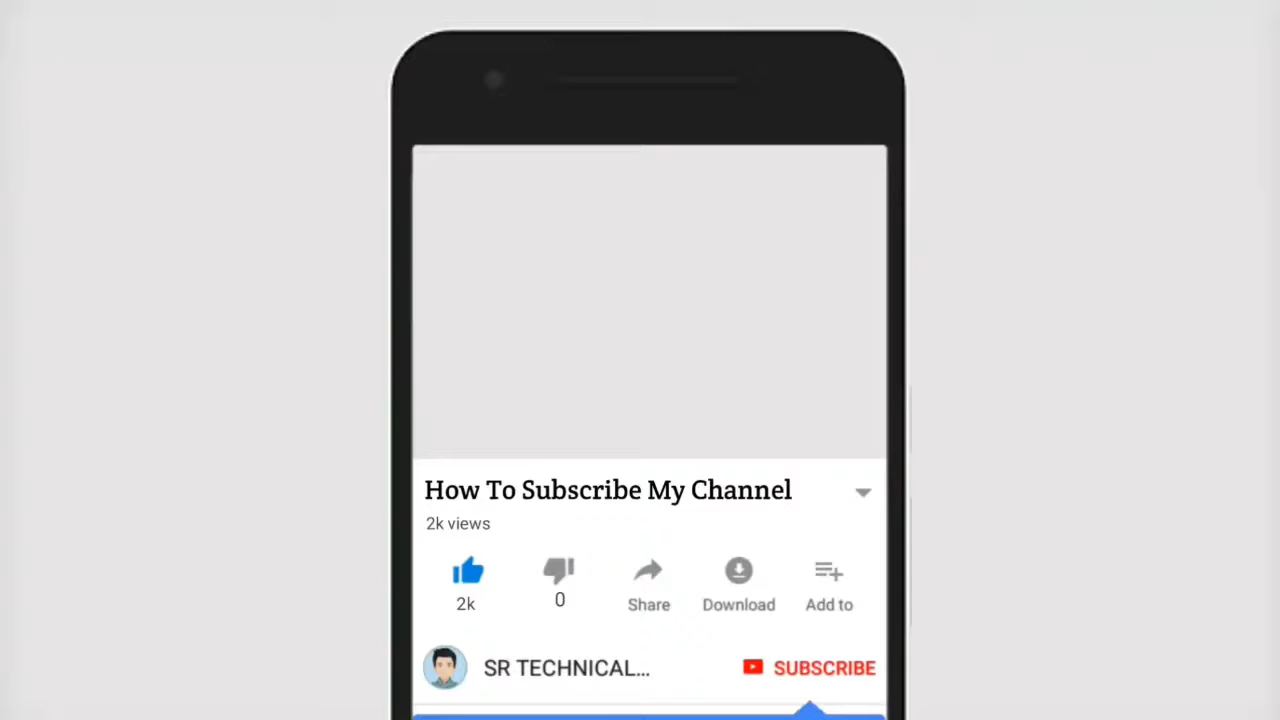 How To Subscribe My Channel
2k views
2k
0
Share
Download
Add to
SR TECHNICAL...
SUBSCRIBE